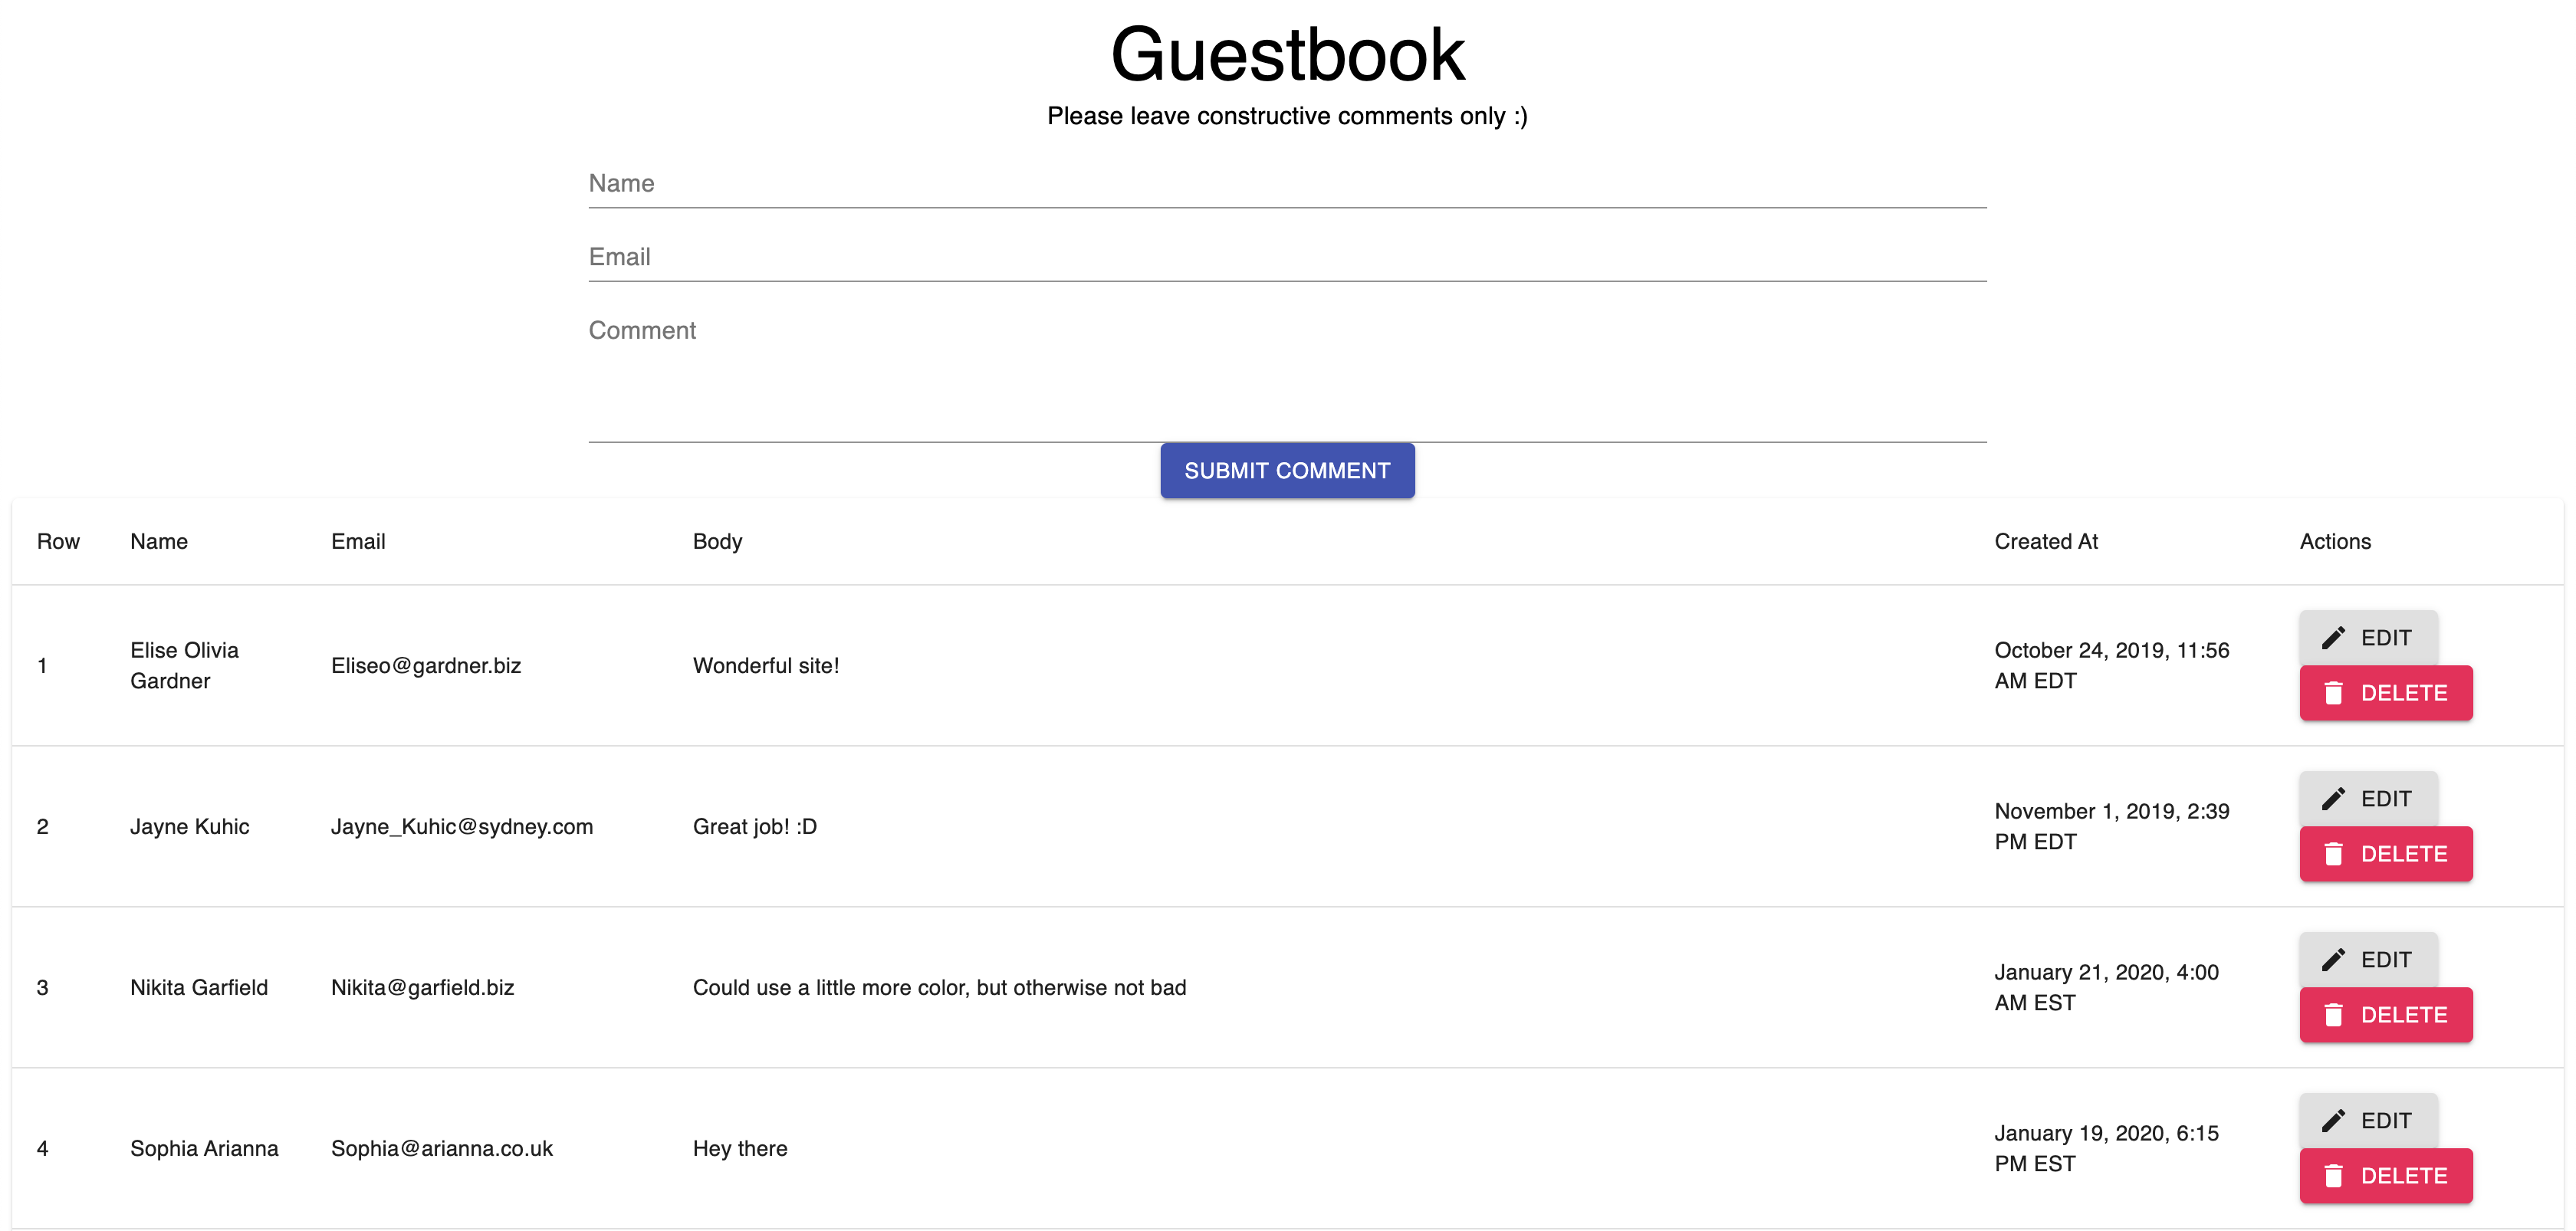 Guestbook
Please leave constructive comments only :)
Name
Email
Comment
SUBMIT COMMENT
Row Name Email Body Created At Actions
1 Elise Olivia Gardner Eliseo@gardner.biz Wonderful site! October 24, 2019, 11:56 AM EDT EDIT DELETE
2 Jayne Kuhic Jayne_Kuhic@sydney.com Great job! :D November 1, 2019, 2:39 PM EDT EDIT DELETE
3 Nikita Garfield Nikita@garfield.biz Could use a little more color, but otherwise not bad January 21, 2020, 4:00 AM EST EDIT DELETE
4 Sophia Arianna Sophia@arianna.co.uk Hey there January 19, 2020, 6:15 PM EST EDIT DELETE